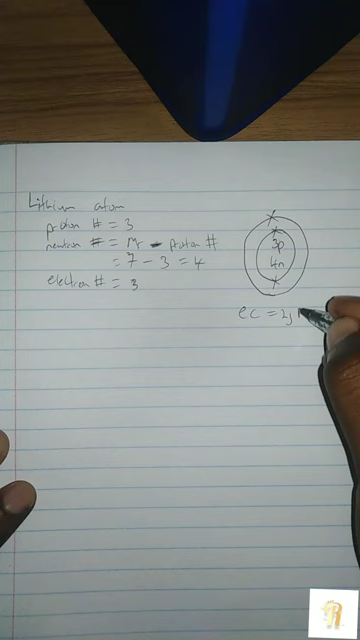 Lithium atom
proton # = 3
neutron # = Mr - proton #
= 7 - 3 = 4
electron # = 3
3p
4n
ec = 2,